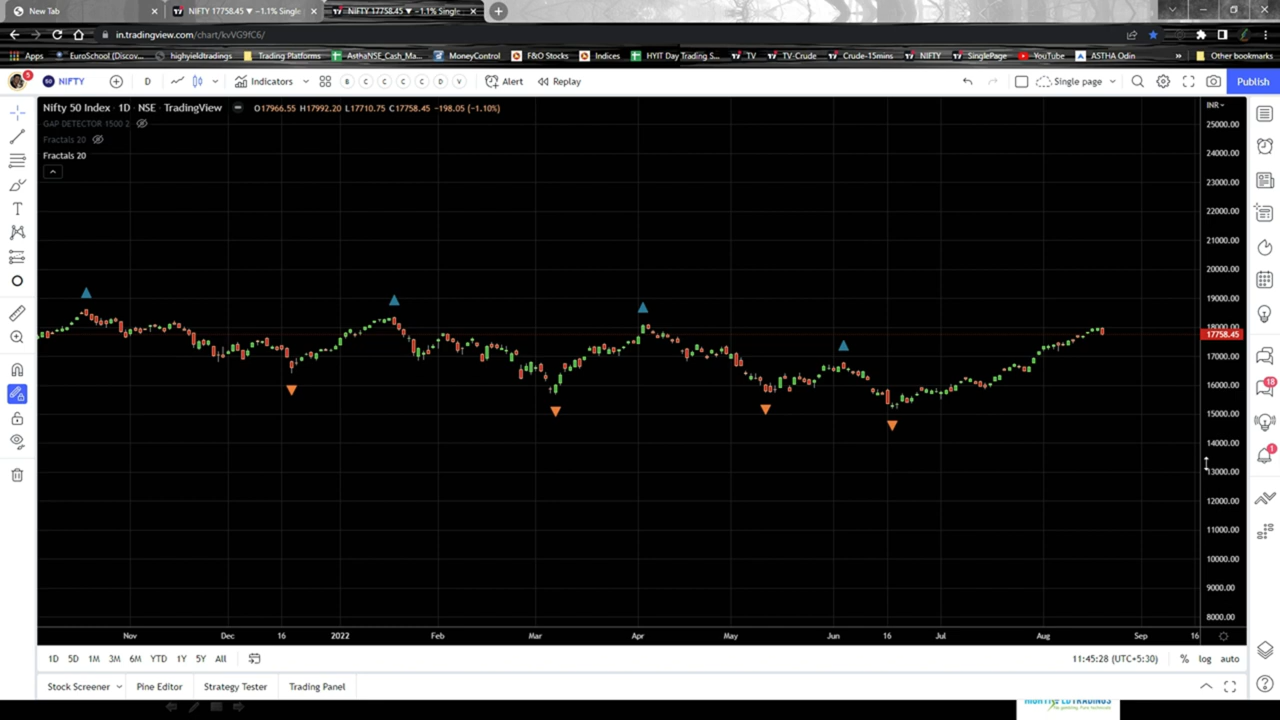 New Tab
NIFTY 17758.45 ▼ −1.1% Single
NIFTY 17758.45 ▼ −1.1% Single
in.tradingview.com/chart/kvVG9fC6/
Apps
EuroSchool (Discov...
highyieldtradings
Trading Platforms
AsthaNSE_Cash_Ma...
MoneyControl
F&O Stocks
Indices
HYIT Day Trading S...
TV
TV-Crude
Crude-15mins
NIFTY
SinglePage
YouTube
ASTHA Odin
»
Other bookmarks
NIFTY
D
Indicators
B
C
C
C
C
D
V
Alert
Replay
Single page
Publish
Nifty 50 Index · 1D · NSE · TradingView
O17966.55 H17992.20 L17710.75 C17758.45 −198.05 (−1.10%)
INR
GAP DETECTOR 1500 2
Fractals 20
Fractals 20
25000.00
24000.00
23000.00
22000.00
21000.00
20000.00
19000.00
18000.00
17758.45
17000.00
16000.00
15000.00
14000.00
13000.00
12000.00
11000.00
10000.00
9000.00
8000.00
18
1
Nov
Dec
16
2022
Feb
Mar
Apr
May
Jun
16
Jul
Aug
Sep
16
1D 5D 1M 3M 6M YTD 1Y 5Y All
11:45:28 (UTC+5:30)
%
log
auto
Stock Screener
Pine Editor
Strategy Tester
Trading Panel